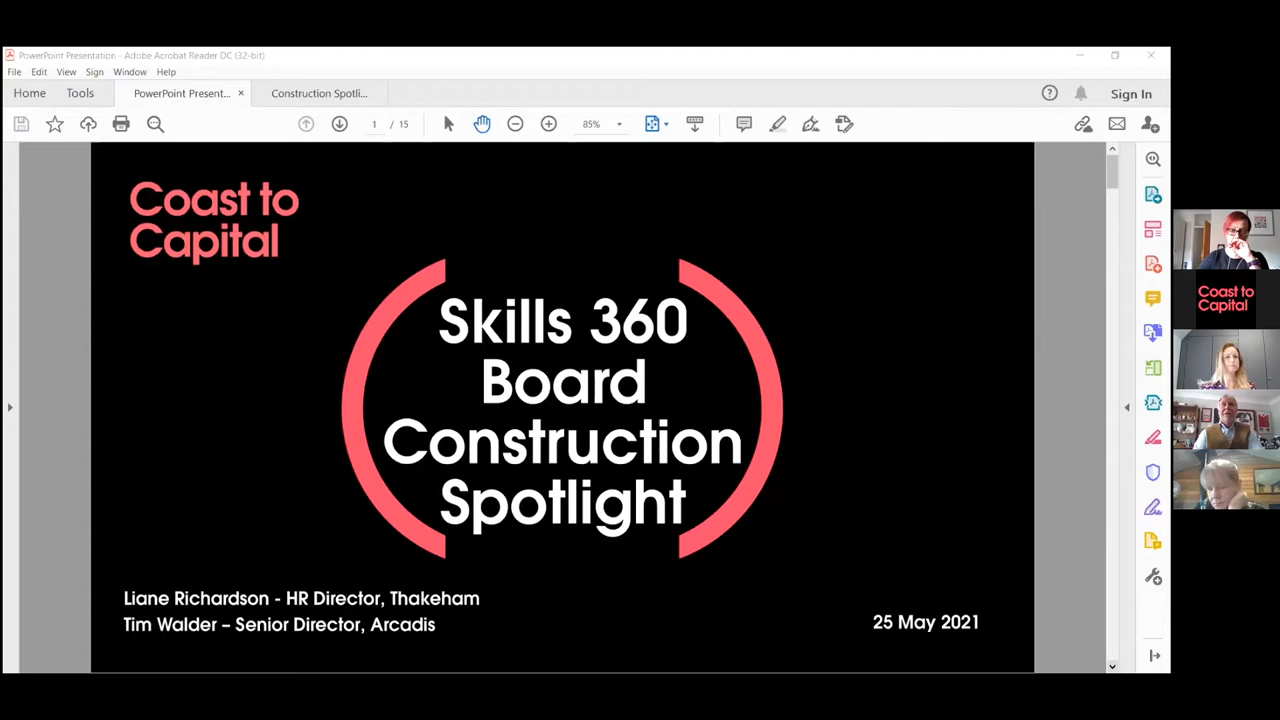 PowerPoint Presentation - Adobe Acrobat Reader DC (32-bit)
File Edit View Sign Window Help
Home Tools PowerPoint Present... × Construction Spotli... Sign In
1 / 15 85%
Coast to
Capital
Skills 360
Board
Construction
Spotlight
Liane Richardson - HR Director, Thakeham
Tim Walder – Senior Director, Arcadis
25 May 2021
Coast to
Capital